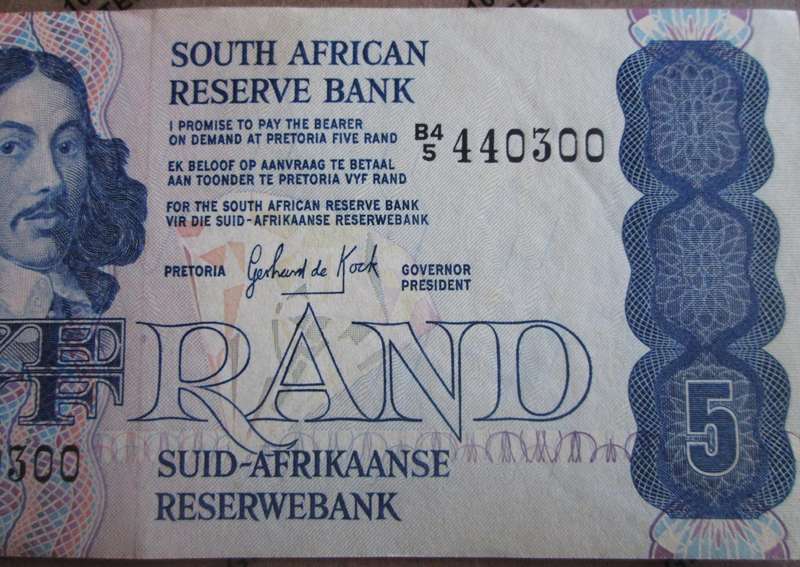 SOUTH AFRICAN
RESERVE BANK
I PROMISE TO PAY THE BEARER
ON DEMAND AT PRETORIA FIVE RAND
B4
5 440300
EK BELOOF OP AANVRAAG TE BETAAL
AAN TOONDER TE PRETORIA VYF RAND
FOR THE SOUTH AFRICAN RESERVE BANK
VIR DIE SUID-AFRIKAANSE RESERWEBANK
PRETORIA Gerhard de Kock GOVERNOR
PRESIDENT
RAND
5
300
SUID-AFRIKAANSE
RESERWEBANK